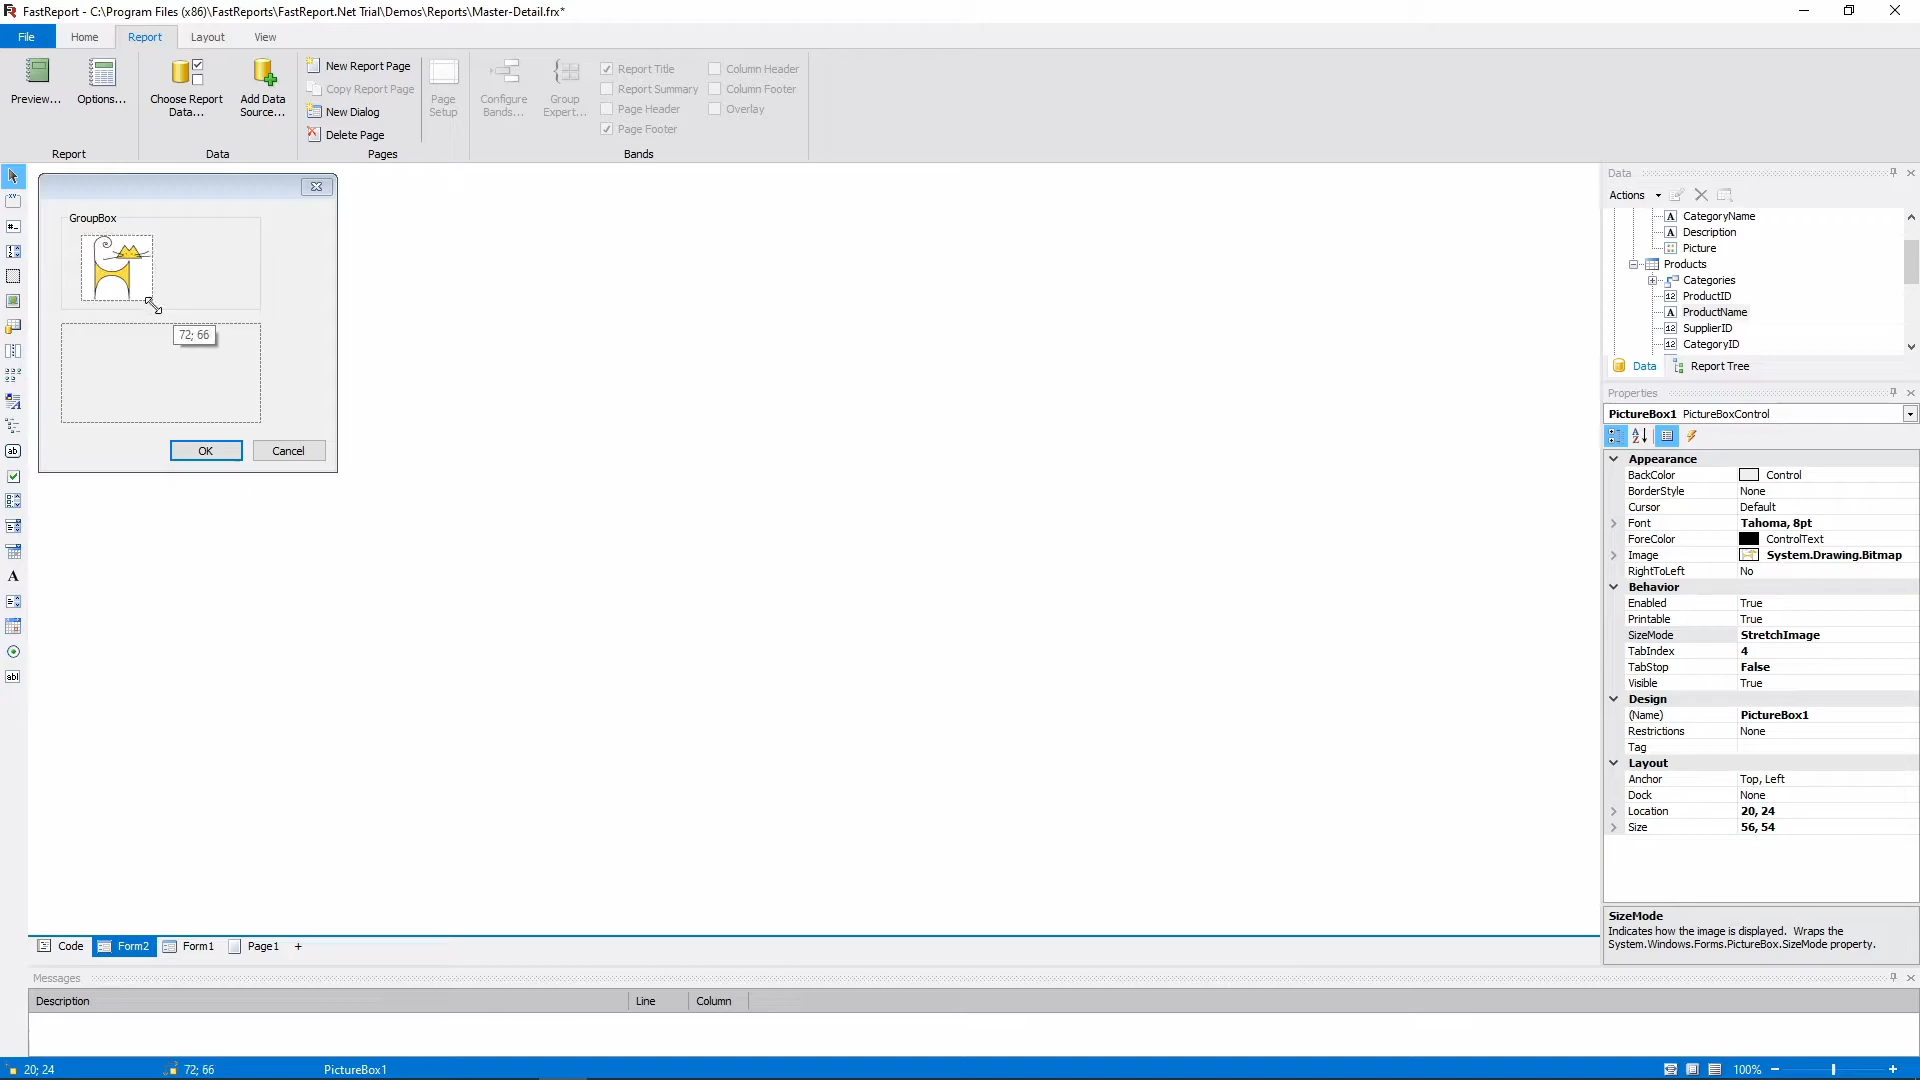 FastReport - C:\Program Files (x86)\FastReports\FastReport.Net Trial\Demos\Reports\Master-Detail.frx*
File Home Report Layout View
Preview... Options... Choose Report Data... Add Data Source... New Report Page Copy Report Page New Dialog Delete Page Page Setup Configure Bands... Group Expert... Report Title Report Summary Page Header Page Footer Column Header Column Footer Overlay
Report Data Pages Bands
GroupBox
72; 66
OK Cancel
Data
Actions
CategoryName
Description
Picture
Products
Categories
ProductID
ProductName
SupplierID
CategoryID
Data Report Tree
Properties
PictureBox1 PictureBoxControl
Appearance
BackColor Control
BorderStyle None
Cursor Default
Font Tahoma, 8pt
ForeColor ControlText
Image System.Drawing.Bitmap
RightToLeft No
Behavior
Enabled True
Printable True
SizeMode StretchImage
TabIndex 4
TabStop False
Visible True
Design
(Name) PictureBox1
Restrictions None
Tag
Layout
Anchor Top, Left
Dock None
Location 20, 24
Size 56, 54
SizeMode
Indicates how the image is displayed. Wraps the
System.Windows.Forms.PictureBox.SizeMode property.
Code Form2 Form1 Page1 +
Messages
Description Line Column
20; 24 72; 66 PictureBox1 100%